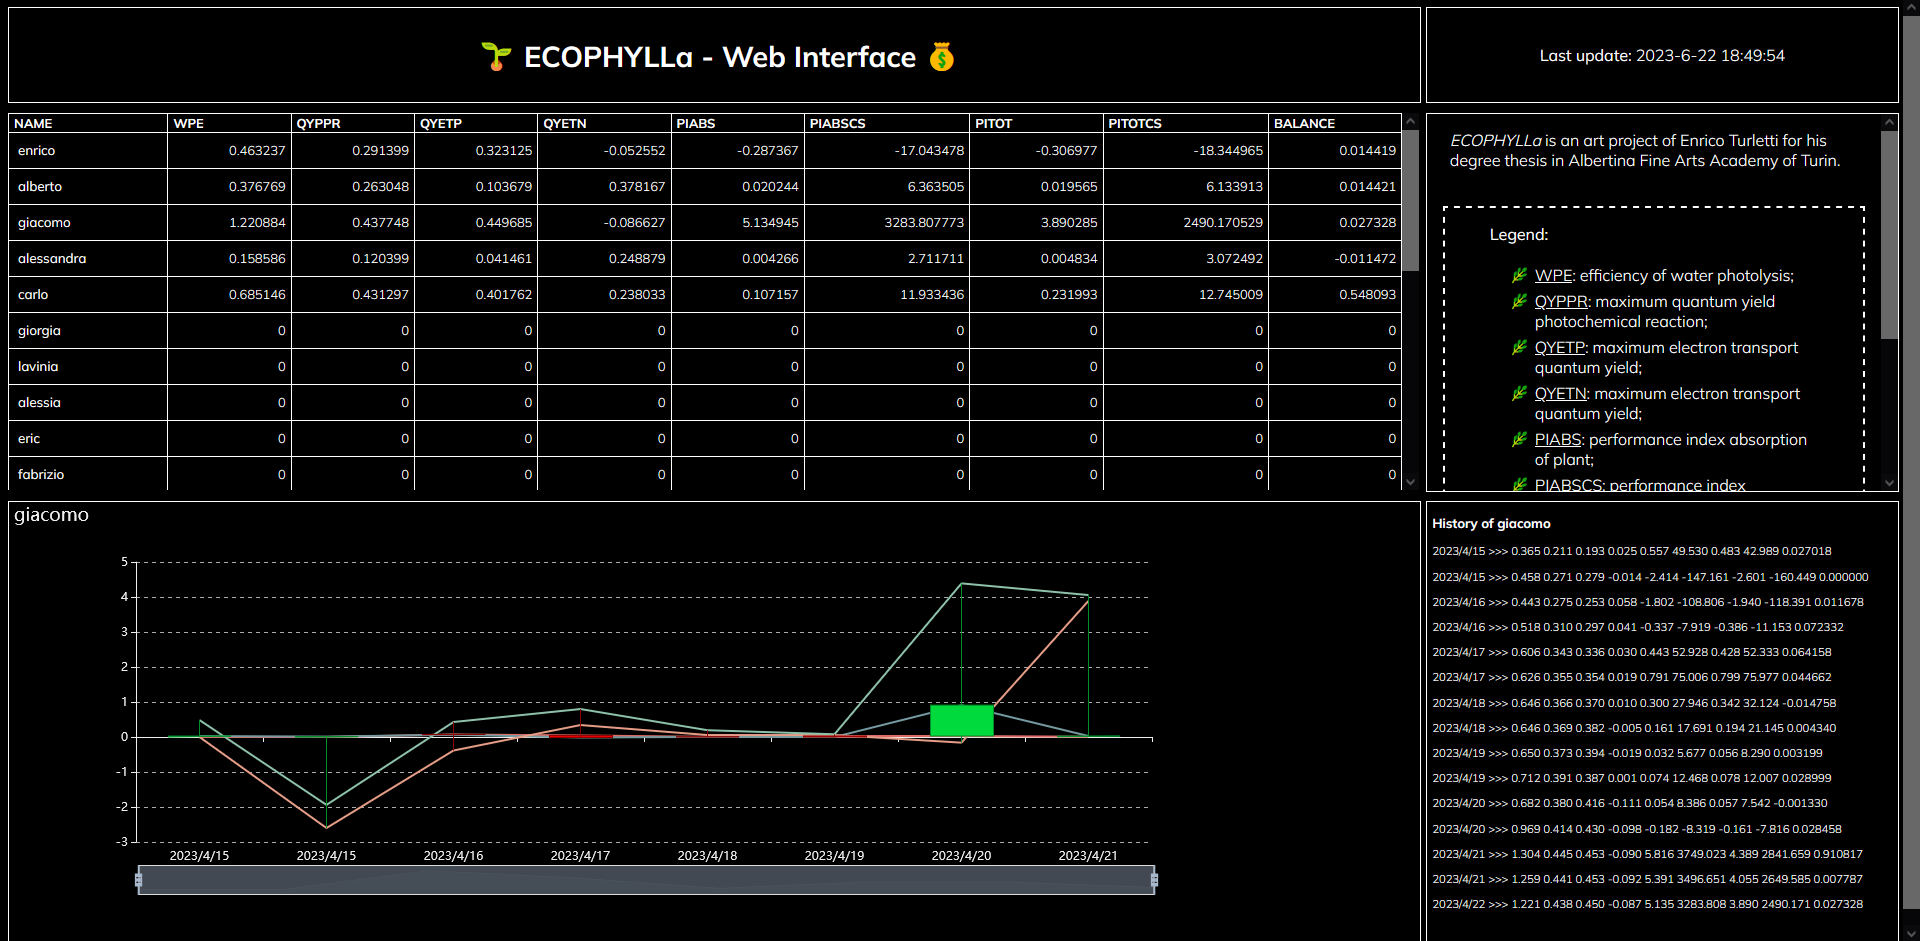 ECOPHYLLa - Web Interface
Last update: 2023-6-22 18:49:54
NAME WPE QYPPR QYETP QYETN PIABS PIABSCS PITOT PITOTCS BALANCE
enrico 0.463237 0.291399 0.323125 -0.052552 -0.287367 -17.043478 -0.306977 -18.344965 0.014419
alberto 0.376769 0.263048 0.103679 0.378167 0.020244 6.363505 0.019565 6.133913 0.014421
giacomo 1.220884 0.437748 0.449685 -0.086627 5.134945 3283.807773 3.890285 2490.170529 0.027328
alessandra 0.158586 0.120399 0.041461 0.248879 0.004266 2.711711 0.004834 3.072492 -0.011472
carlo 0.685146 0.431297 0.401762 0.238033 0.107157 11.933436 0.231993 12.745009 0.548093
giorgia 0 0 0 0 0 0 0 0 0
lavinia 0 0 0 0 0 0 0 0 0
alessia 0 0 0 0 0 0 0 0 0
eric 0 0 0 0 0 0 0 0 0
fabrizio 0 0 0 0 0 0 0 0 0
ECOPHYLLa is an art project of Enrico Turletti for his
degree thesis in Albertina Fine Arts Academy of Turin.
Legend:
WPE: efficiency of water photolysis;
QYPPR: maximum quantum yield
photochemical reaction;
QYETP: maximum electron transport
quantum yield;
QYETN: maximum electron transport
quantum yield;
PIABS: performance index absorption
of plant;
PIABSCS: performance index
giacomo
5
4
3
2
1
0
-1
-2
-3
2023/4/15 2023/4/15 2023/4/16 2023/4/17 2023/4/18 2023/4/19 2023/4/20 2023/4/21
History of giacomo
2023/4/15 >>> 0.365 0.211 0.193 0.025 0.557 49.530 0.483 42.989 0.027018
2023/4/15 >>> 0.458 0.271 0.279 -0.014 -2.414 -147.161 -2.601 -160.449 0.000000
2023/4/16 >>> 0.443 0.275 0.253 0.058 -1.802 -108.806 -1.940 -118.391 0.011678
2023/4/16 >>> 0.518 0.310 0.297 0.041 -0.337 -7.919 -0.386 -11.153 0.072332
2023/4/17 >>> 0.606 0.343 0.336 0.030 0.443 52.928 0.428 52.333 0.064158
2023/4/17 >>> 0.626 0.355 0.354 0.019 0.791 75.006 0.799 75.977 0.044662
2023/4/18 >>> 0.646 0.366 0.370 0.010 0.300 27.946 0.342 32.124 -0.014758
2023/4/18 >>> 0.646 0.369 0.382 -0.005 0.161 17.691 0.194 21.145 0.004340
2023/4/19 >>> 0.650 0.373 0.394 -0.019 0.032 5.677 0.056 8.290 0.003199
2023/4/19 >>> 0.712 0.391 0.387 0.001 0.074 12.468 0.078 12.007 0.028999
2023/4/20 >>> 0.682 0.380 0.416 -0.111 0.054 8.386 0.057 7.542 -0.001330
2023/4/20 >>> 0.969 0.414 0.430 -0.098 -0.182 -8.319 -0.161 -7.816 0.028458
2023/4/21 >>> 1.304 0.445 0.453 -0.090 5.816 3749.023 4.389 2841.659 0.910817
2023/4/21 >>> 1.259 0.441 0.453 -0.092 5.391 3496.651 4.055 2649.585 0.007787
2023/4/22 >>> 1.221 0.438 0.450 -0.087 5.135 3283.808 3.890 2490.171 0.027328